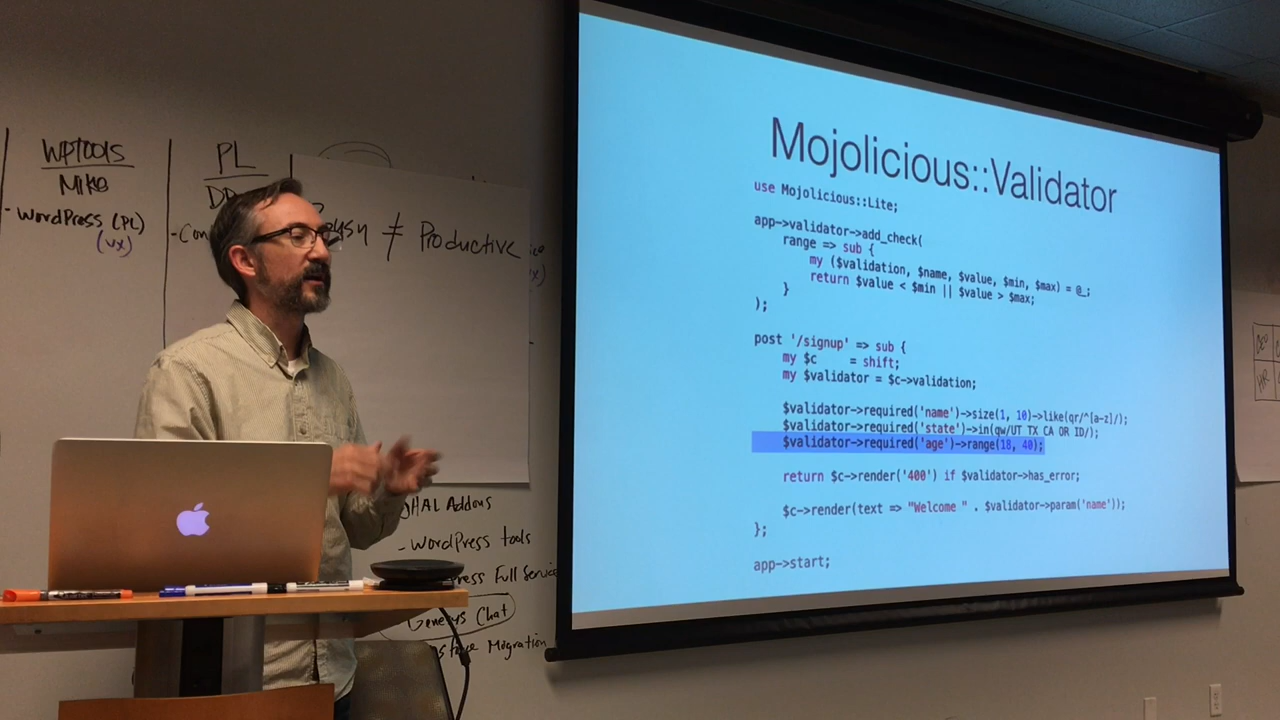 WPTOOLS
Mike
- WordPress (PL)
(VX)
PL
≠ Productive
- WordPress tools
Full Service
Genesys Chat
Migration
Mojolicious::Validator
use Mojolicious::Lite;
app->validator->add_check(
range => sub {
my ($validation, $name, $value, $min, $max) = @_;
return $value < $min || $value > $max;
}
);
post '/signup' => sub {
my $c = shift;
my $validator = $c->validation;
$validator->required('name')->size(1, 10)->like(qr/^[a-z]/);
$validator->required('state')->in(qw/UT TX CA OR ID/);
$validator->required('age')->range(18, 40);
return $c->render('400') if $validator->has_error;
$c->render(text => "Welcome " . $validator->param('name'));
};
app->start;